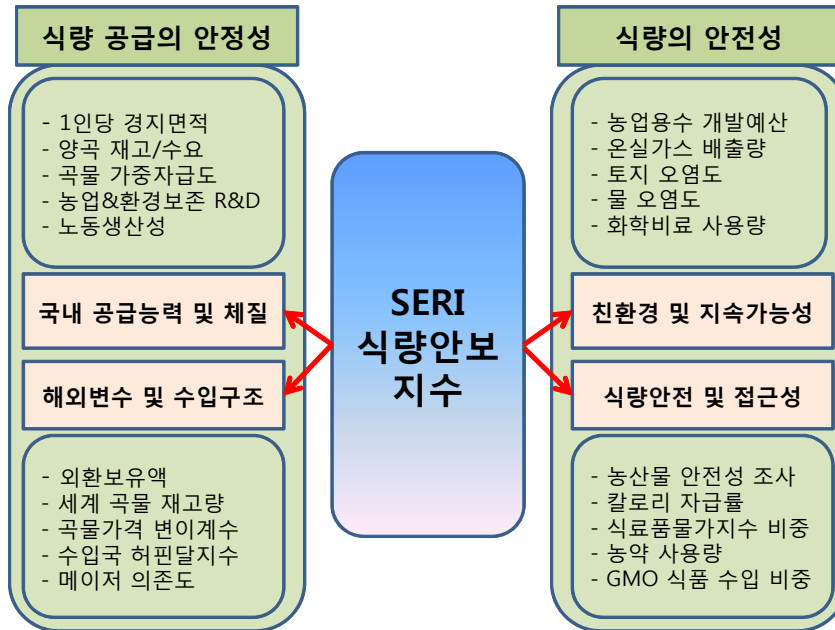 식량 공급의 안정성
- 1인당 경지면적
- 양곡 재고/수요
- 곡물 가중자급도
- 농업&환경보존 R&D
- 노동생산성
국내 공급능력 및 체질
해외변수 및 수입구조
- 외환보유액
- 세계 곡물 재고량
- 곡물가격 변이계수
- 수입국 허핀달지수
- 메이저 의존도
SERI
식량안보
지수
식량의 안전성
- 농업용수 개발예산
- 온실가스 배출량
- 토지 오염도
- 물 오염도
- 화학비료 사용량
친환경 및 지속가능성
식량안전 및 접근성
- 농산물 안전성 조사
- 칼로리 자급률
- 식료품물가지수 비중
- 농약 사용량
- GMO 식품 수입 비중